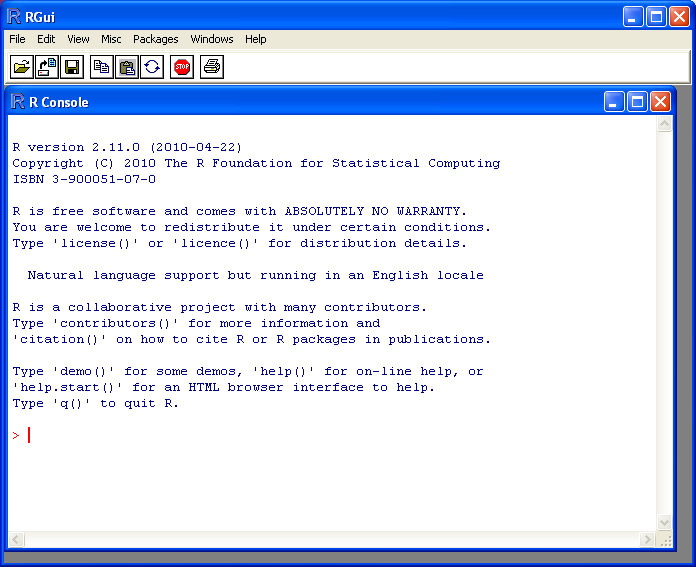 RGui
File Edit View Misc Packages Windows Help
STOP
R Console
R version 2.11.0 (2010-04-22)
Copyright (C) 2010 The R Foundation for Statistical Computing
ISBN 3-900051-07-0
R is free software and comes with ABSOLUTELY NO WARRANTY.
You are welcome to redistribute it under certain conditions.
Type 'license()' or 'licence()' for distribution details.
  Natural language support but running in an English locale
R is a collaborative project with many contributors.
Type 'contributors()' for more information and
'citation()' on how to cite R or R packages in publications.
Type 'demo()' for some demos, 'help()' for on-line help, or
'help.start()' for an HTML browser interface to help.
Type 'q()' to quit R.
>